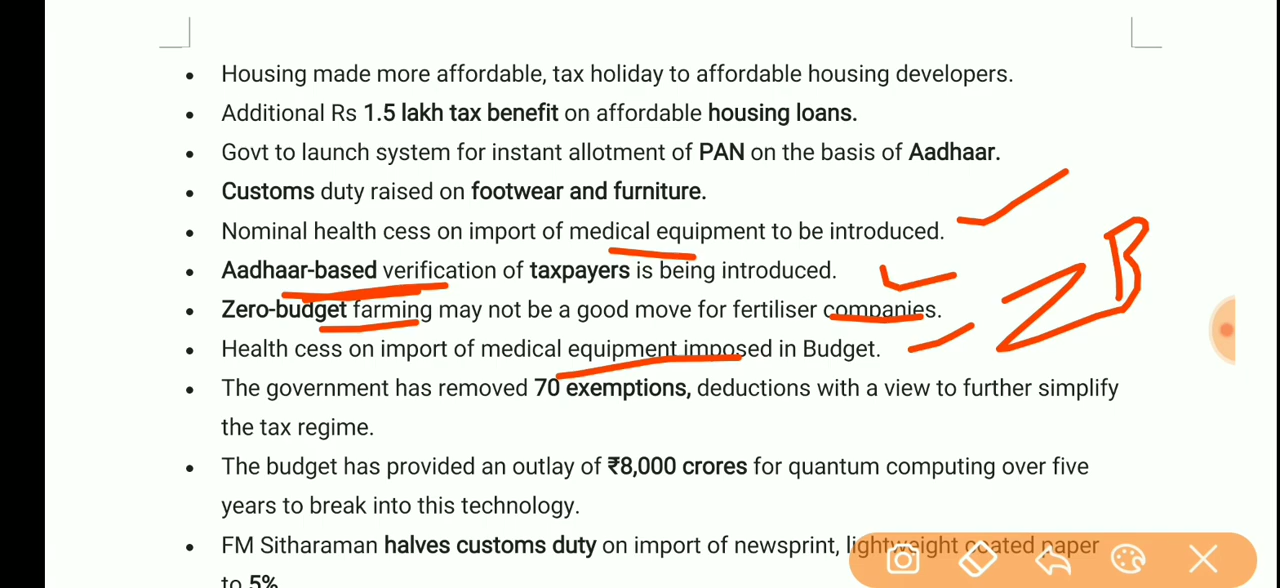 • Housing made more affordable, tax holiday to affordable housing developers.
• Additional Rs 1.5 lakh tax benefit on affordable housing loans.
• Govt to launch system for instant allotment of PAN on the basis of Aadhaar.
• Customs duty raised on footwear and furniture.
• Nominal health cess on import of medical equipment to be introduced.
• Aadhaar-based verification of taxpayers is being introduced.
• Zero-budget farming may not be a good move for fertiliser companies.
• Health cess on import of medical equipment imposed in Budget.
• The government has removed 70 exemptions, deductions with a view to further simplify
the tax regime.
• The budget has provided an outlay of ₹8,000 crores for quantum computing over five
years to break into this technology.
• FM Sitharaman halves customs duty on import of newsprint, lightweight coated paper
to 5%
ZB